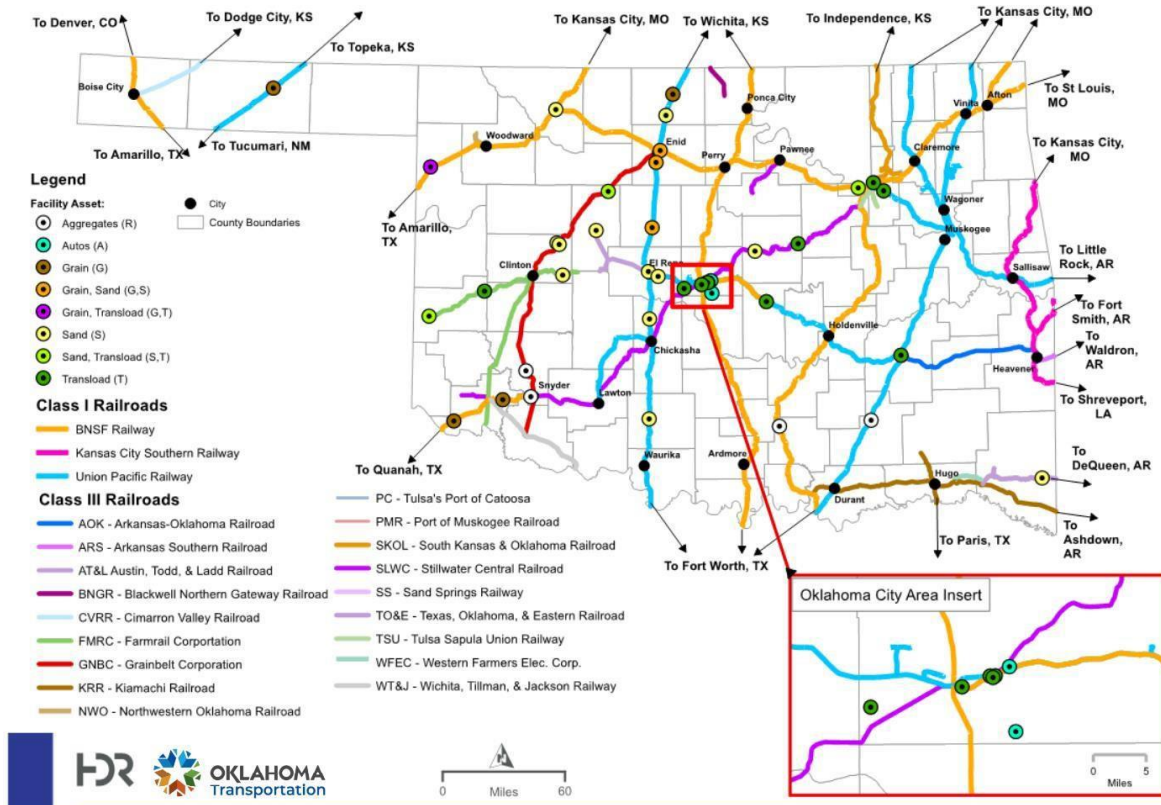 To Denver, CO
To Dodge City, KS
To Topeka, KS
To Kansas City, MO
To Wichita, KS
To Independence, KS
To Kansas City, MO
Boise City
To Amarillo, TX
To Tucumari, NM
To St Louis,
MO
To Kansas City,
MO
Ponca City
Vinita
Afton
Woodward
Enid
Perry
Pawnee
Claremore
Wagoner
Muskogee
To Amarillo,
TX
To Little
Rock, AR
Clinton
El Reno
Sallisaw
To Fort
Smith, AR
Holdenville
To
Waldron,
AR
Chickasha
Heavener
Snyder
Lawton
To Shreveport,
LA
To Quanah, TX
Waurika
Ardmore
Durant
Hugo
To
DeQueen, AR
To Fort Worth, TX
To Paris, TX
To
Ashdown,
AR
Legend
Facility Asset:
Aggregates (R)
Autos (A)
Grain (G)
Grain, Sand (G,S)
Grain, Transload (G,T)
Sand (S)
Sand, Transload (S,T)
Transload (T)
City
County Boundaries
Class I Railroads
BNSF Railway
Kansas City Southern Railway
Union Pacific Railway
Class III Railroads
AOK - Arkansas-Oklahoma Railroad
ARS - Arkansas Southern Railroad
AT&L Austin, Todd, & Ladd Railroad
BNGR - Blackwell Northern Gateway Railroad
CVRR - Cimarron Valley Railroad
FMRC - Farmrail Corportation
GNBC - Grainbelt Corporation
KRR - Kiamachi Railroad
NWO - Northwestern Oklahoma Railroad
PC - Tulsa's Port of Catoosa
PMR - Port of Muskogee Railroad
SKOL - South Kansas & Oklahoma Railroad
SLWC - Stillwater Central Railroad
SS - Sand Springs Railway
TO&E - Texas, Oklahoma, & Eastern Railroad
TSU - Tulsa Sapula Union Railway
WFEC - Western Farmers Elec. Corp.
WT&J - Wichita, Tillman, & Jackson Railway
Oklahoma City Area Insert
0 5
Miles
HDR
OKLAHOMA
Transportation
0 Miles 60